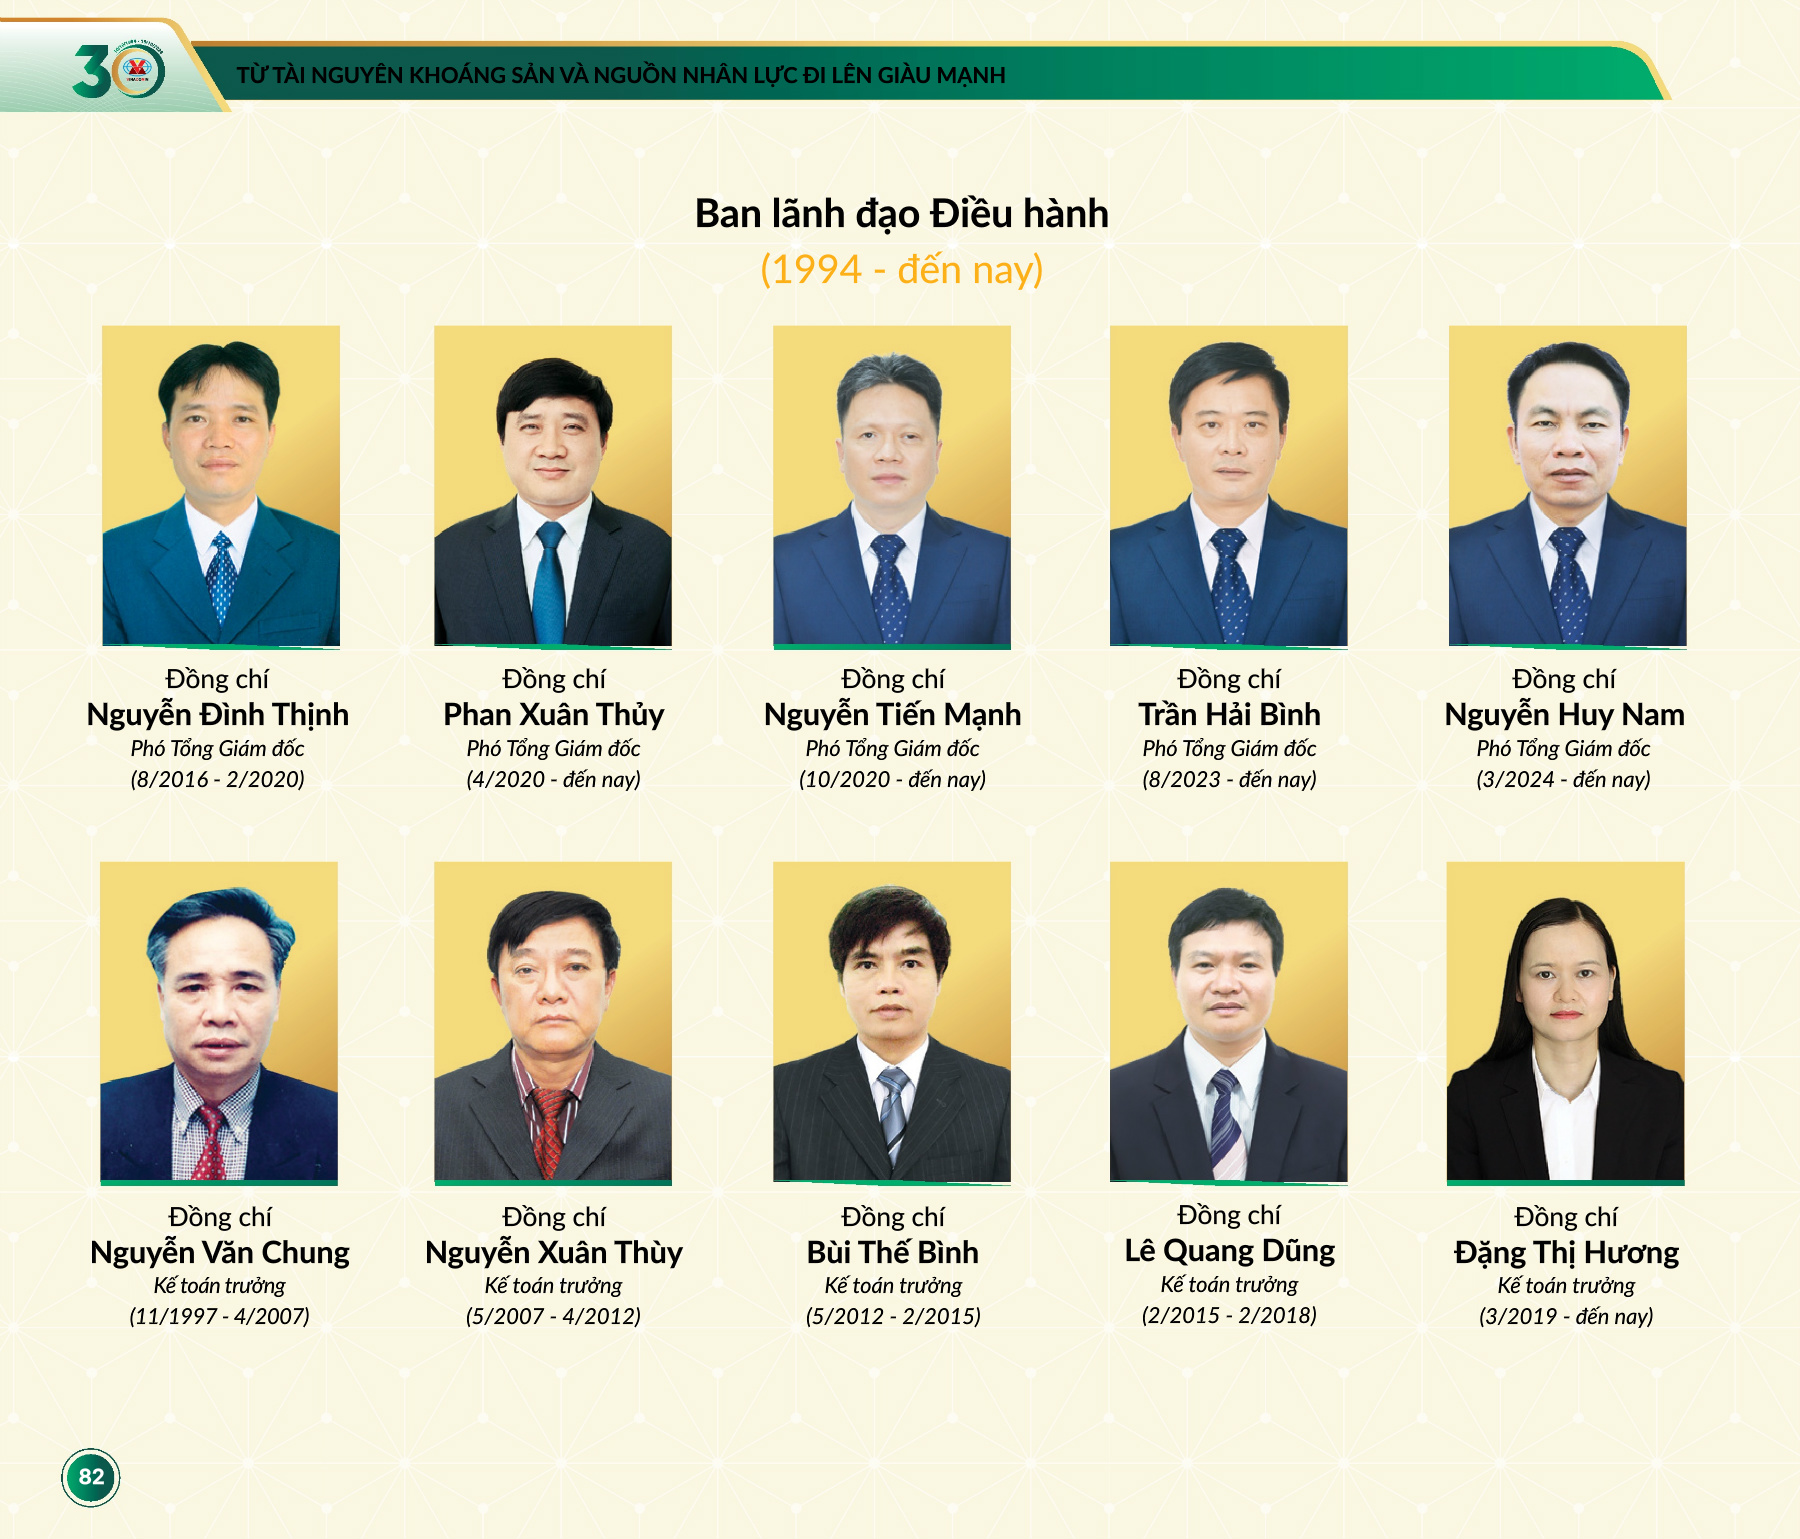 30
TỪ TÀI NGUYÊN KHOÁNG SẢN VÀ NGUỒN NHÂN LỰC ĐI LÊN GIÀU MẠNH
Ban lãnh đạo Điều hành
(1994 - đến nay)
Đồng chí
Nguyễn Đình Thịnh
Phó Tổng Giám đốc
(8/2016 - 2/2020)
Đồng chí
Phan Xuân Thủy
Phó Tổng Giám đốc
(4/2020 - đến nay)
Đồng chí
Nguyễn Tiến Mạnh
Phó Tổng Giám đốc
(10/2020 - đến nay)
Đồng chí
Trần Hải Bình
Phó Tổng Giám đốc
(8/2023 - đến nay)
Đồng chí
Nguyễn Huy Nam
Phó Tổng Giám đốc
(3/2024 - đến nay)
Đồng chí
Nguyễn Văn Chung
Kế toán trưởng
(11/1997 - 4/2007)
Đồng chí
Nguyễn Xuân Thùy
Kế toán trưởng
(5/2007 - 4/2012)
Đồng chí
Bùi Thế Bình
Kế toán trưởng
(5/2012 - 2/2015)
Đồng chí
Lê Quang Dũng
Kế toán trưởng
(2/2015 - 2/2018)
Đồng chí
Đặng Thị Hương
Kế toán trưởng
(3/2019 - đến nay)
82